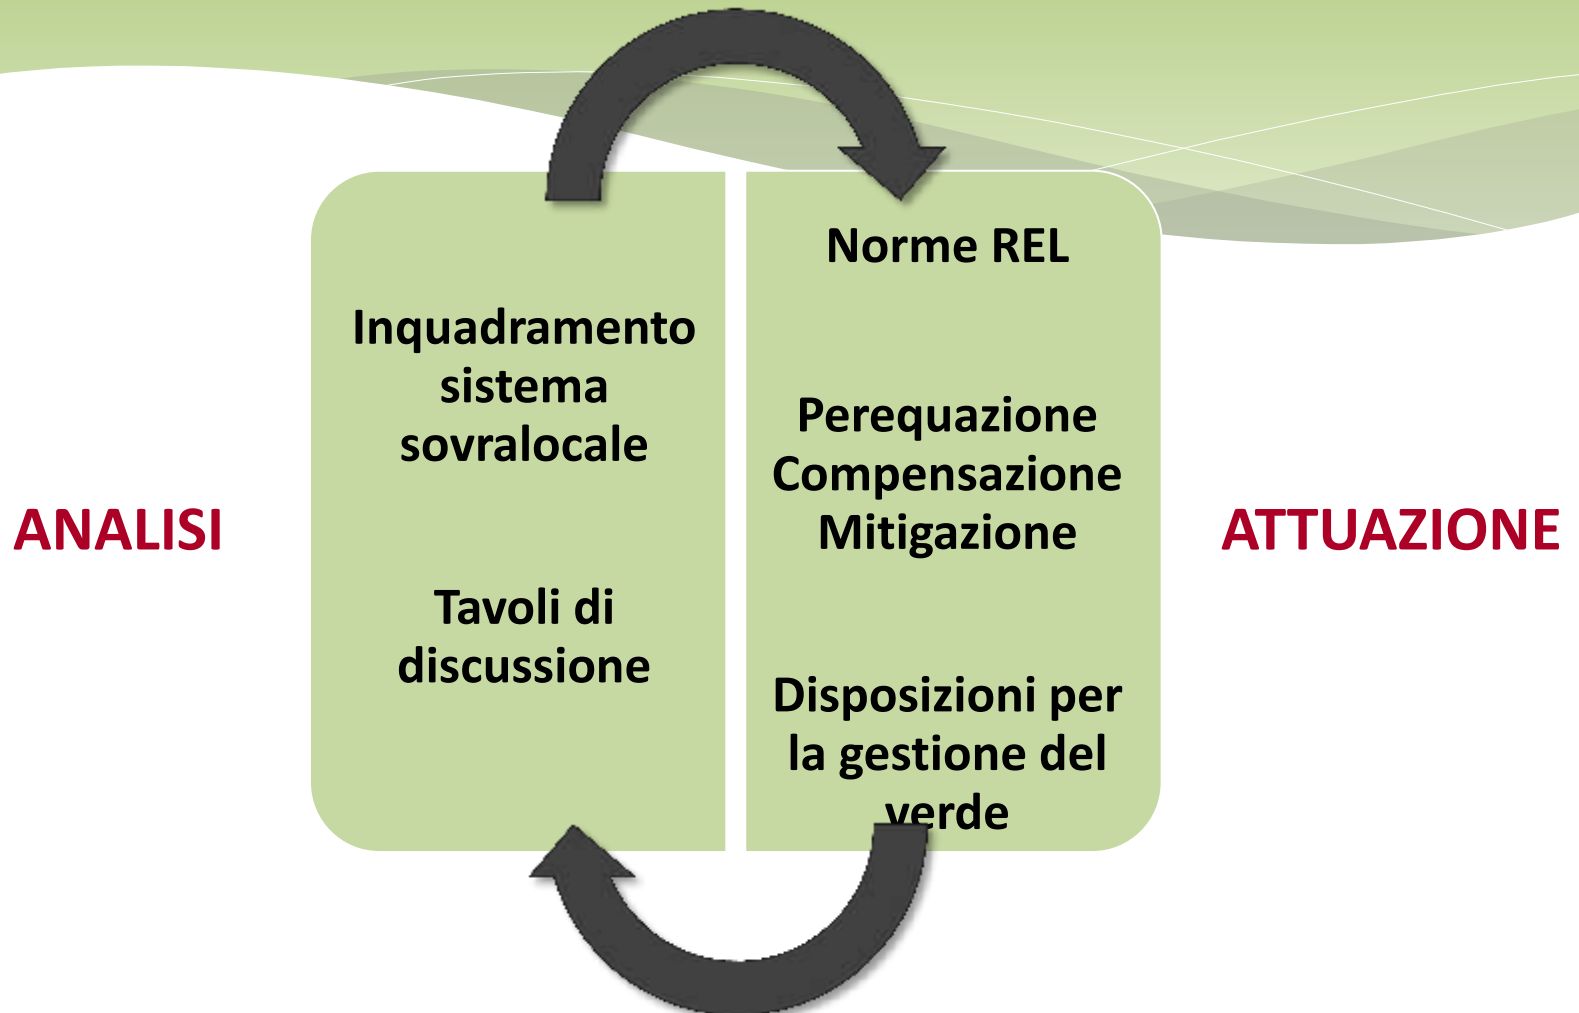 ANALISI
Inquadramento
sistema
sovralocale
Tavoli di
discussione
Norme REL
Perequazione
Compensazione
Mitigazione
Disposizioni per
la gestione del
verde
ATTUAZIONE